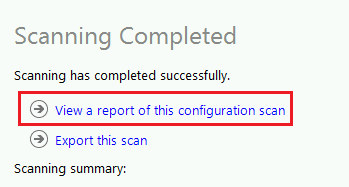 Scanning Completed
Scanning has completed successfully.
View a report of this configuration scan
Export this scan
Scanning summary: